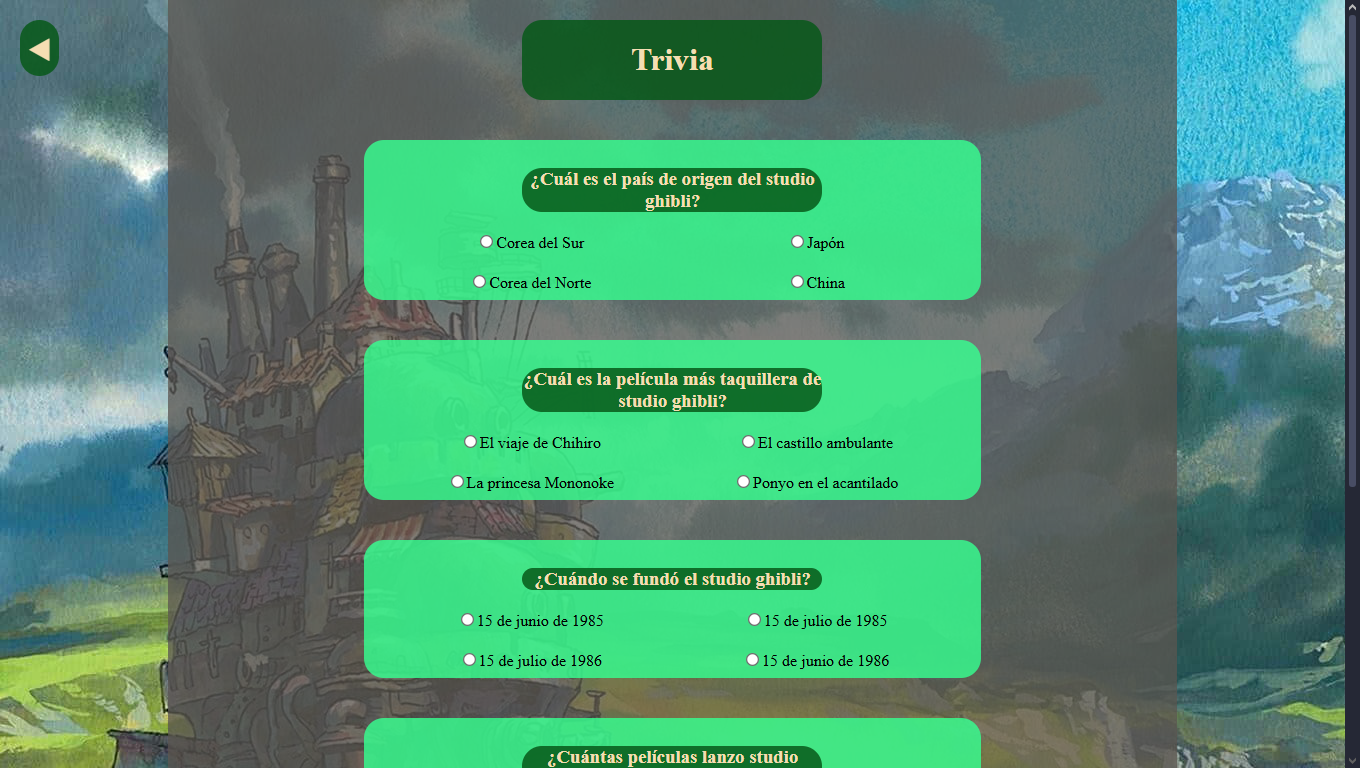 Trivia
¿Cuál es el país de origen del studio
ghibli?
Corea del Sur
Japón
Corea del Norte
China
¿Cuál es la película más taquillera de
studio ghibli?
El viaje de Chihiro
El castillo ambulante
La princesa Mononoke
Ponyo en el acantilado
¿Cuándo se fundó el studio ghibli?
15 de junio de 1985
15 de julio de 1985
15 de julio de 1986
15 de junio de 1986
¿Cuántas películas lanzo studio